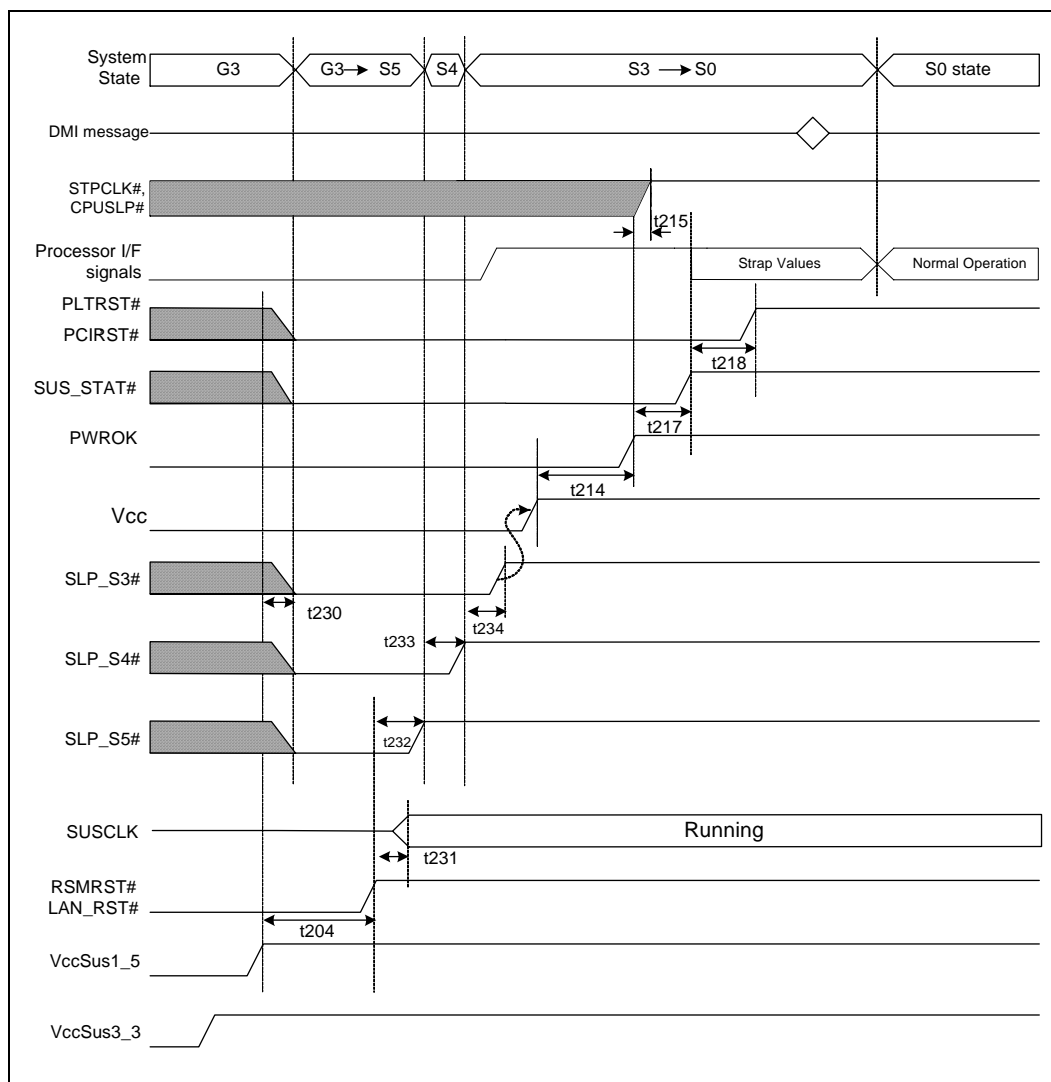 System
State
G3
G3 → S5
S4
S3 → S0
S0 state
DMI message
STPCLK#,
CPUSLP#
t215
Processor I/F
signals
Strap Values
Normal Operation
PLTRST#
PCIRST#
t218
SUS_STAT#
t217
PWROK
t214
Vcc
SLP_S3#
t230
t234
t233
SLP_S4#
SLP_S5#
t232
SUSCLK
Running
t231
RSMRST#
LAN_RST#
t204
VccSus1_5
VccSus3_3